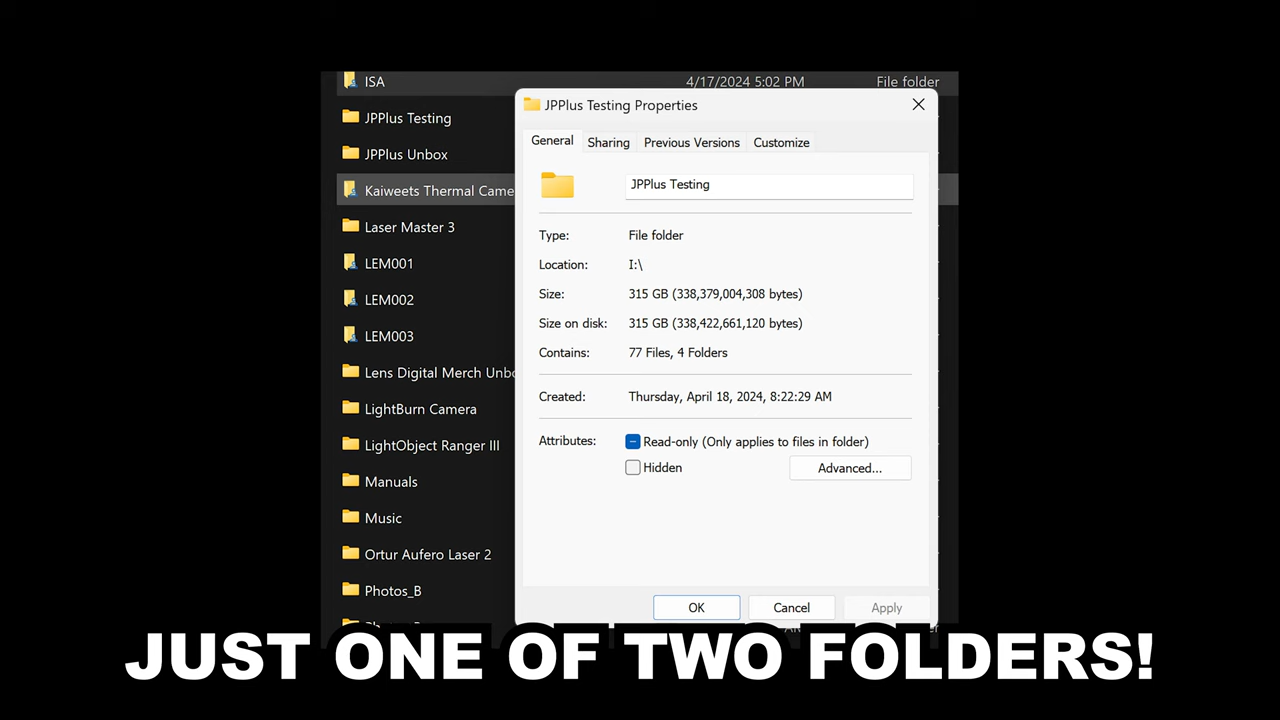 ISA 4/17/2024 5:02 PM File folder
JPPlus Testing
JPPlus Unbox
Kaiweets Thermal Came
Laser Master 3
LEM001
LEM002
LEM003
Lens Digital Merch Unbo
LightBurn Camera
LightObject Ranger III
Manuals
Music
Ortur Aufero Laser 2
Photos_B
JPPlus Testing Properties
General Sharing Previous Versions Customize
JPPlus Testing
Type: File folder
Location: I:\
Size: 315 GB (338,379,004,308 bytes)
Size on disk: 315 GB (338,422,661,120 bytes)
Contains: 77 Files, 4 Folders
Created: Thursday, April 18, 2024, 8:22:29 AM
Attributes: Read-only (Only applies to files in folder)
Hidden Advanced...
OK Cancel Apply
JUST ONE OF TWO FOLDERS!